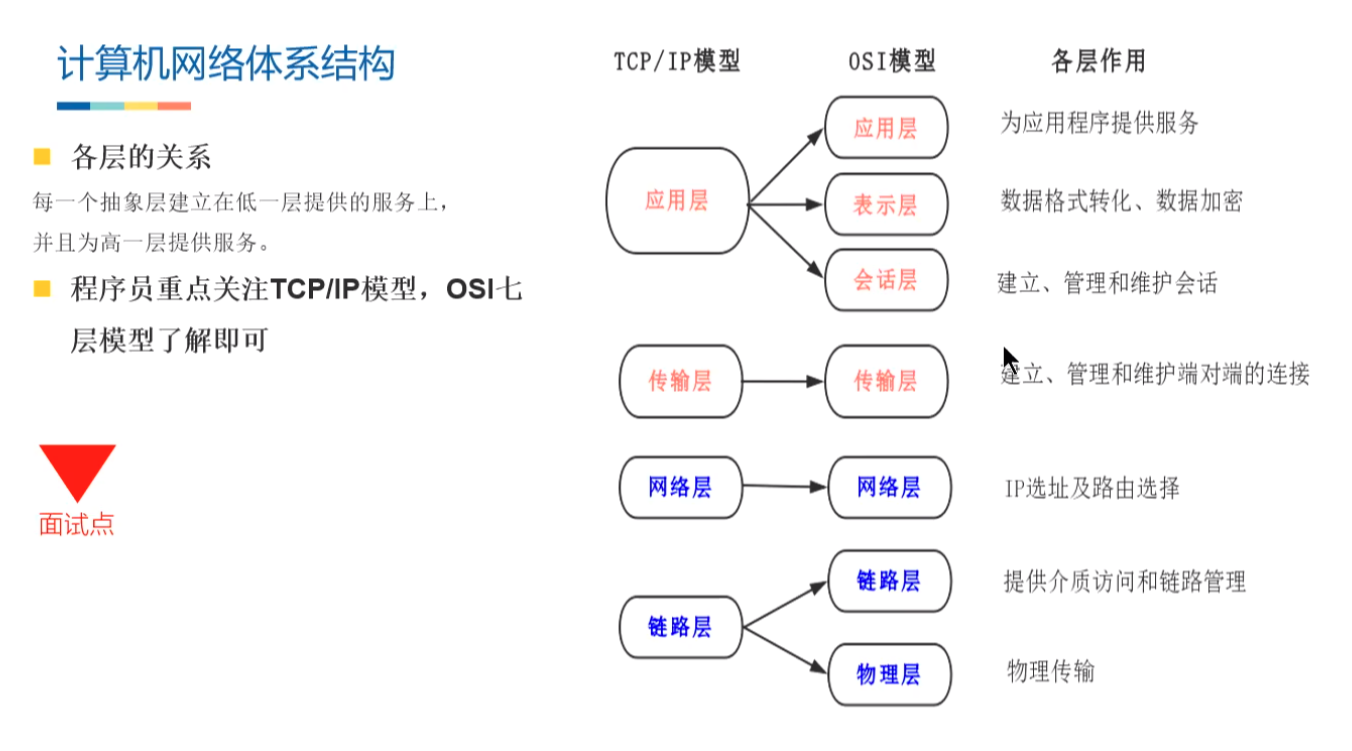 计算机网络体系结构
各层的关系
每一个抽象层建立在低一层提供的服务上，
并且为高一层提供服务。
程序员重点关注TCP/IP模型，OSI七
层模型了解即可
面试点
TCP/IP模型
OSI模型
各层作用
应用层
应用层
为应用程序提供服务
表示层
数据格式转化、数据加密
会话层
建立、管理和维护会话
传输层
传输层
建立、管理和维护端对端的连接
网络层
网络层
IP选址及路由选择
链路层
链路层
提供介质访问和链路管理
物理层
物理传输